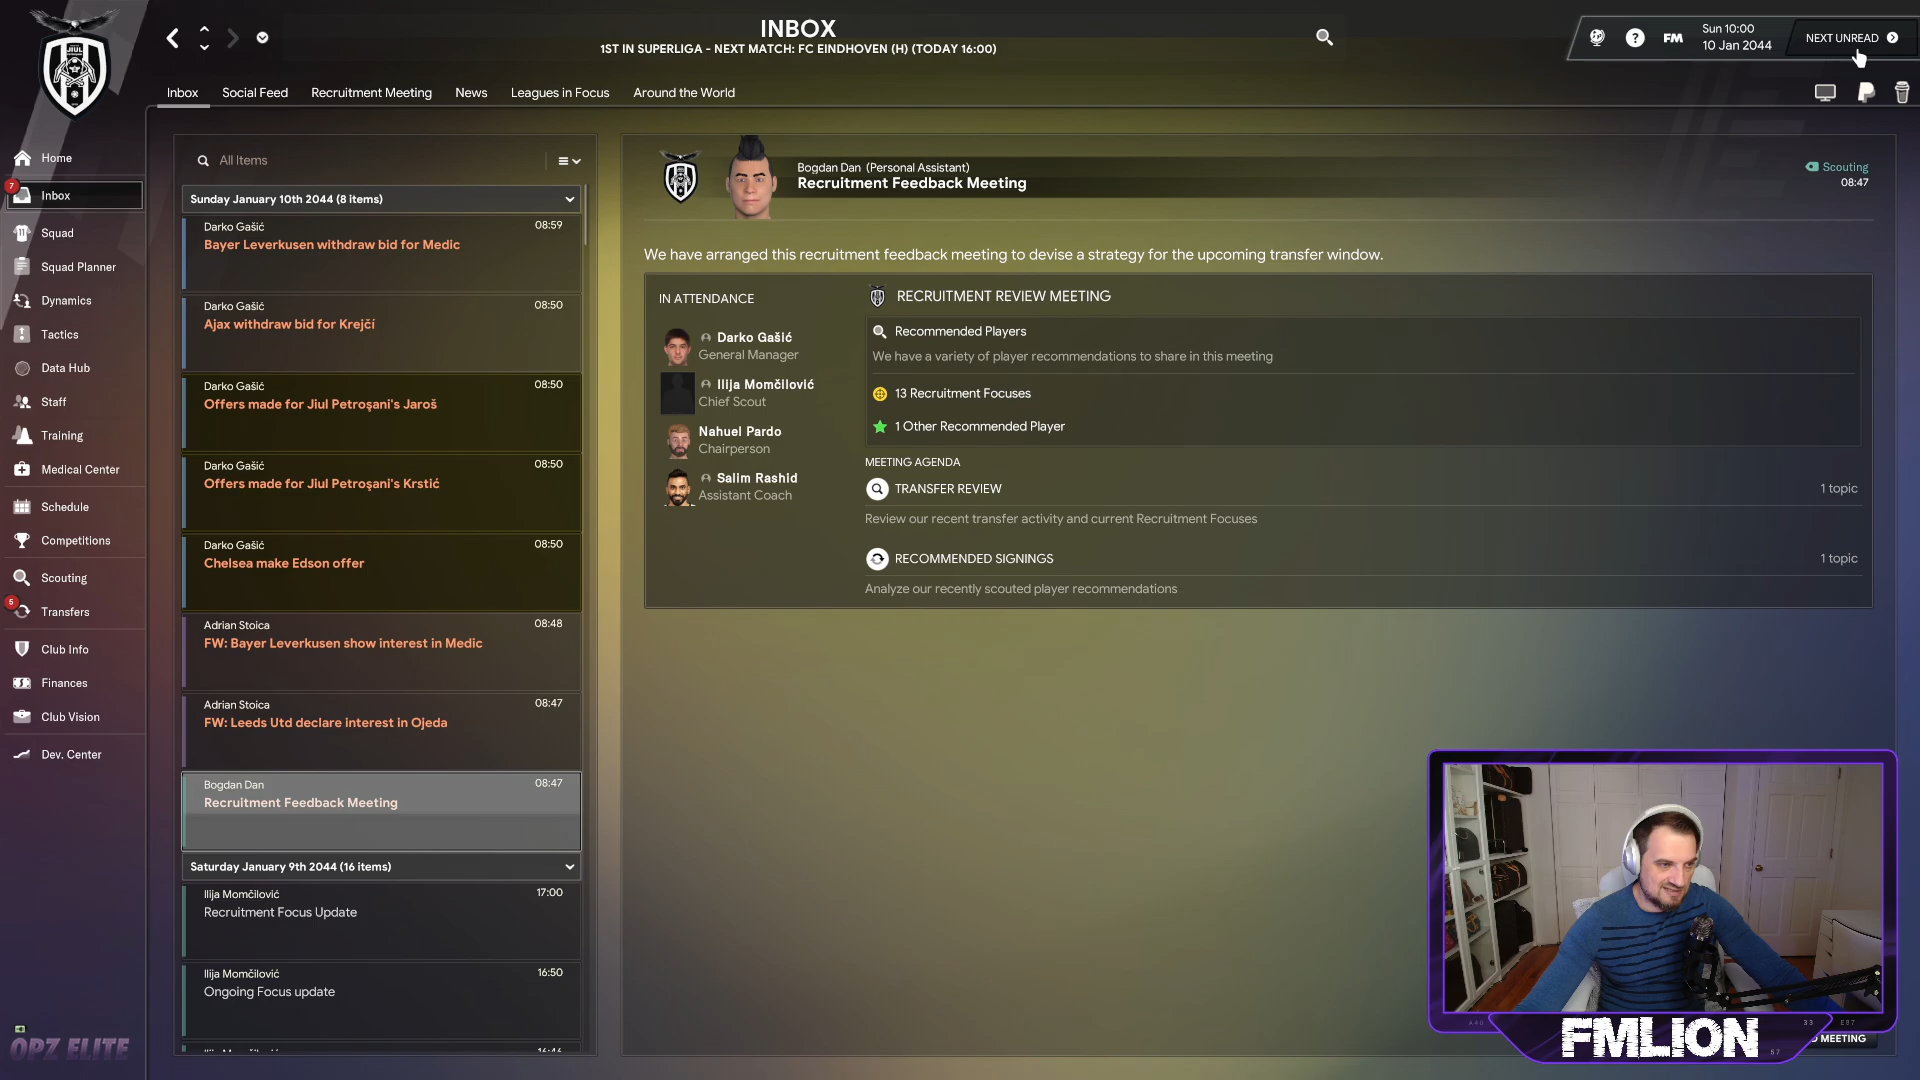 INBOX
1ST IN SUPERLIGA - NEXT MATCH: FC EINDHOVEN (H) (TODAY 16:00)
FM
Sun 10:00
10 Jan 2044
NEXT UNREAD
Inbox
Social Feed
Recruitment Meeting
News
Leagues in Focus
Around the World
JIUL
7
Home
Inbox
Squad
Squad Planner
Dynamics
Tactics
Data Hub
Staff
Training
Medical Center
Schedule
Competitions
Scouting
5
Transfers
Club Info
Finances
Club Vision
Dev. Center
OPZ ELITE
All Items
Sunday January 10th 2044 (8 items)
Darko Gašić
08:59
Bayer Leverkusen withdraw bid for Medic
Darko Gašić
08:50
Ajax withdraw bid for Krejčí
Darko Gašić
08:50
Offers made for Jiul Petroşani's Jaroš
Darko Gašić
08:50
Offers made for Jiul Petroşani's Krstić
Darko Gašić
08:50
Chelsea make Edson offer
Adrian Stoica
08:48
FW: Bayer Leverkusen show interest in Medic
Adrian Stoica
08:47
FW: Leeds Utd declare interest in Ojeda
Bogdan Dan
08:47
Recruitment Feedback Meeting
Saturday January 9th 2044 (16 items)
Ilija Momčilović
17:00
Recruitment Focus Update
Ilija Momčilović
16:50
Ongoing Focus update
Bogdan Dan (Personal Assistant)
Recruitment Feedback Meeting
Scouting
08:47
We have arranged this recruitment feedback meeting to devise a strategy for the upcoming transfer window.
IN ATTENDANCE
Darko Gašić
General Manager
Ilija Momčilović
Chief Scout
Nahuel Pardo
Chairperson
Salim Rashid
Assistant Coach
RECRUITMENT REVIEW MEETING
Recommended Players
We have a variety of player recommendations to share in this meeting
13 Recruitment Focuses
1 Other Recommended Player
MEETING AGENDA
TRANSFER REVIEW
1 topic
Review our recent transfer activity and current Recruitment Focuses
RECOMMENDED SIGNINGS
1 topic
Analyze our recently scouted player recommendations
FMLION
MEETING